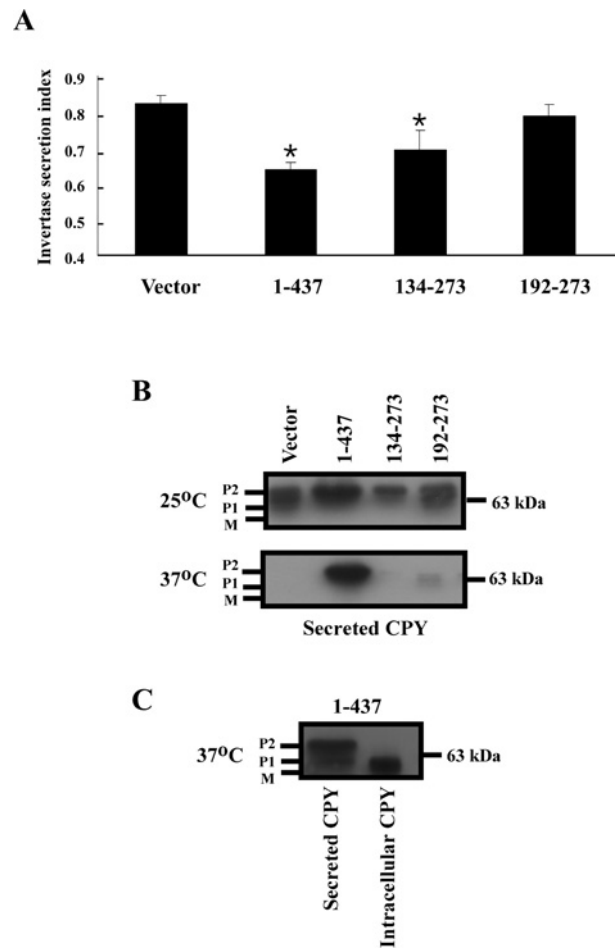 A
Invertase secretion index
0.9
0.8
0.7
0.6
0.5
0.4
* *
Vector 1-437 134-273 192-273
B
Vector
1-437
134-273
192-273
25°C
P2
P1
M
63 kDa
37°C
P2
P1
M
63 kDa
Secreted CPY
C
1-437
37°C
P2
P1
M
63 kDa
Secreted CPY
Intracellular CPY